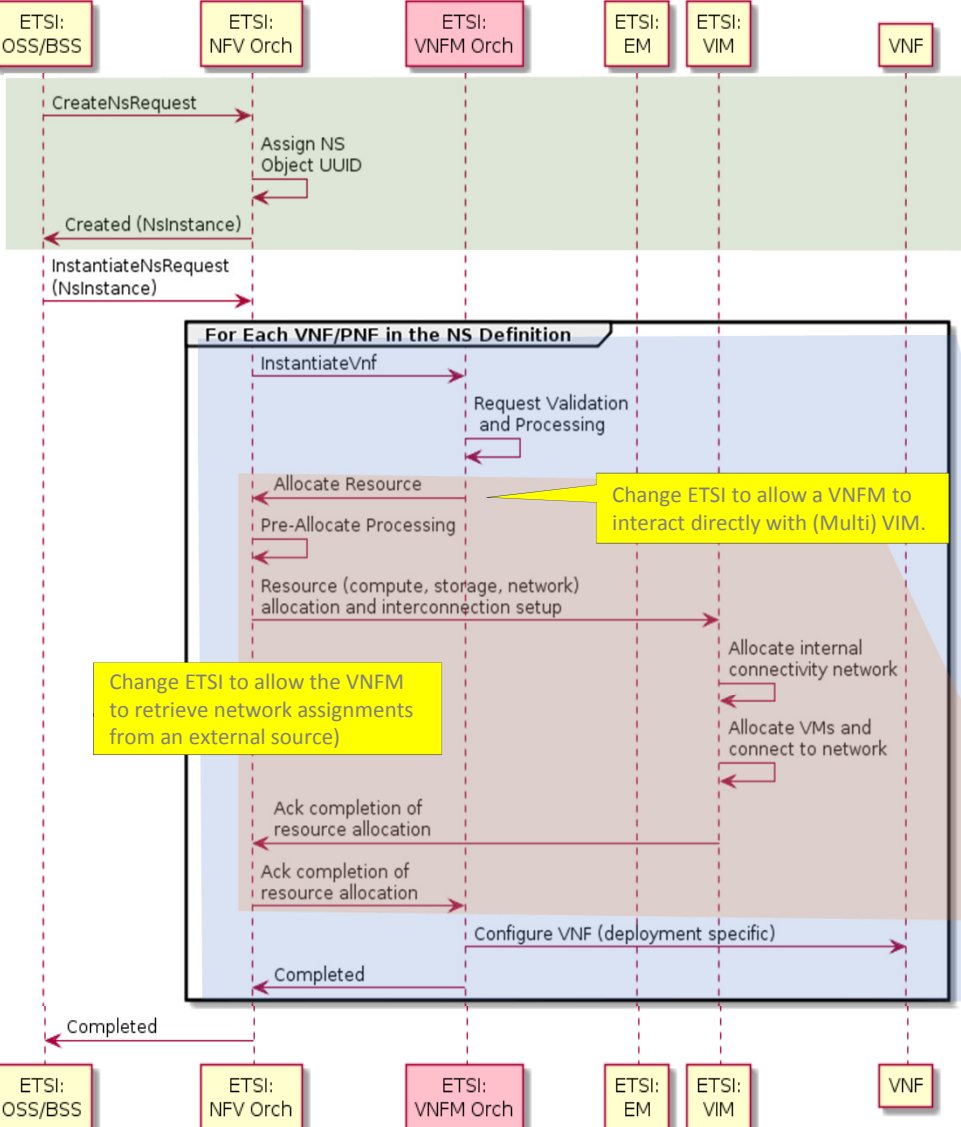 ETSI:
OSS/BSS
ETSI:
NFV Orch
ETSI:
VNFM Orch
ETSI:
EM
ETSI:
VIM
VNF
CreateNsRequest
Assign NS
Object UUID
Created (NsInstance)
InstantiateNsRequest
(NsInstance)
For Each VNF/PNF in the NS Definition
InstantiateVnf
Request Validation
and Processing
Allocate Resource
Change ETSI to allow a VNFM to
interact directly with (Multi) VIM.
Pre-Allocate Processing
Resource (compute, storage, network)
allocation and interconnection setup
Allocate internal
connectivity network
Change ETSI to allow the VNFM
to retrieve network assignments
from an external source)
Allocate VMs and
connect to network
Ack completion of
resource allocation
Ack completion of
resource allocation
Configure VNF (deployment specific)
Completed
Completed
ETSI:
OSS/BSS
ETSI:
NFV Orch
ETSI:
VNFM Orch
ETSI:
EM
ETSI:
VIM
VNF